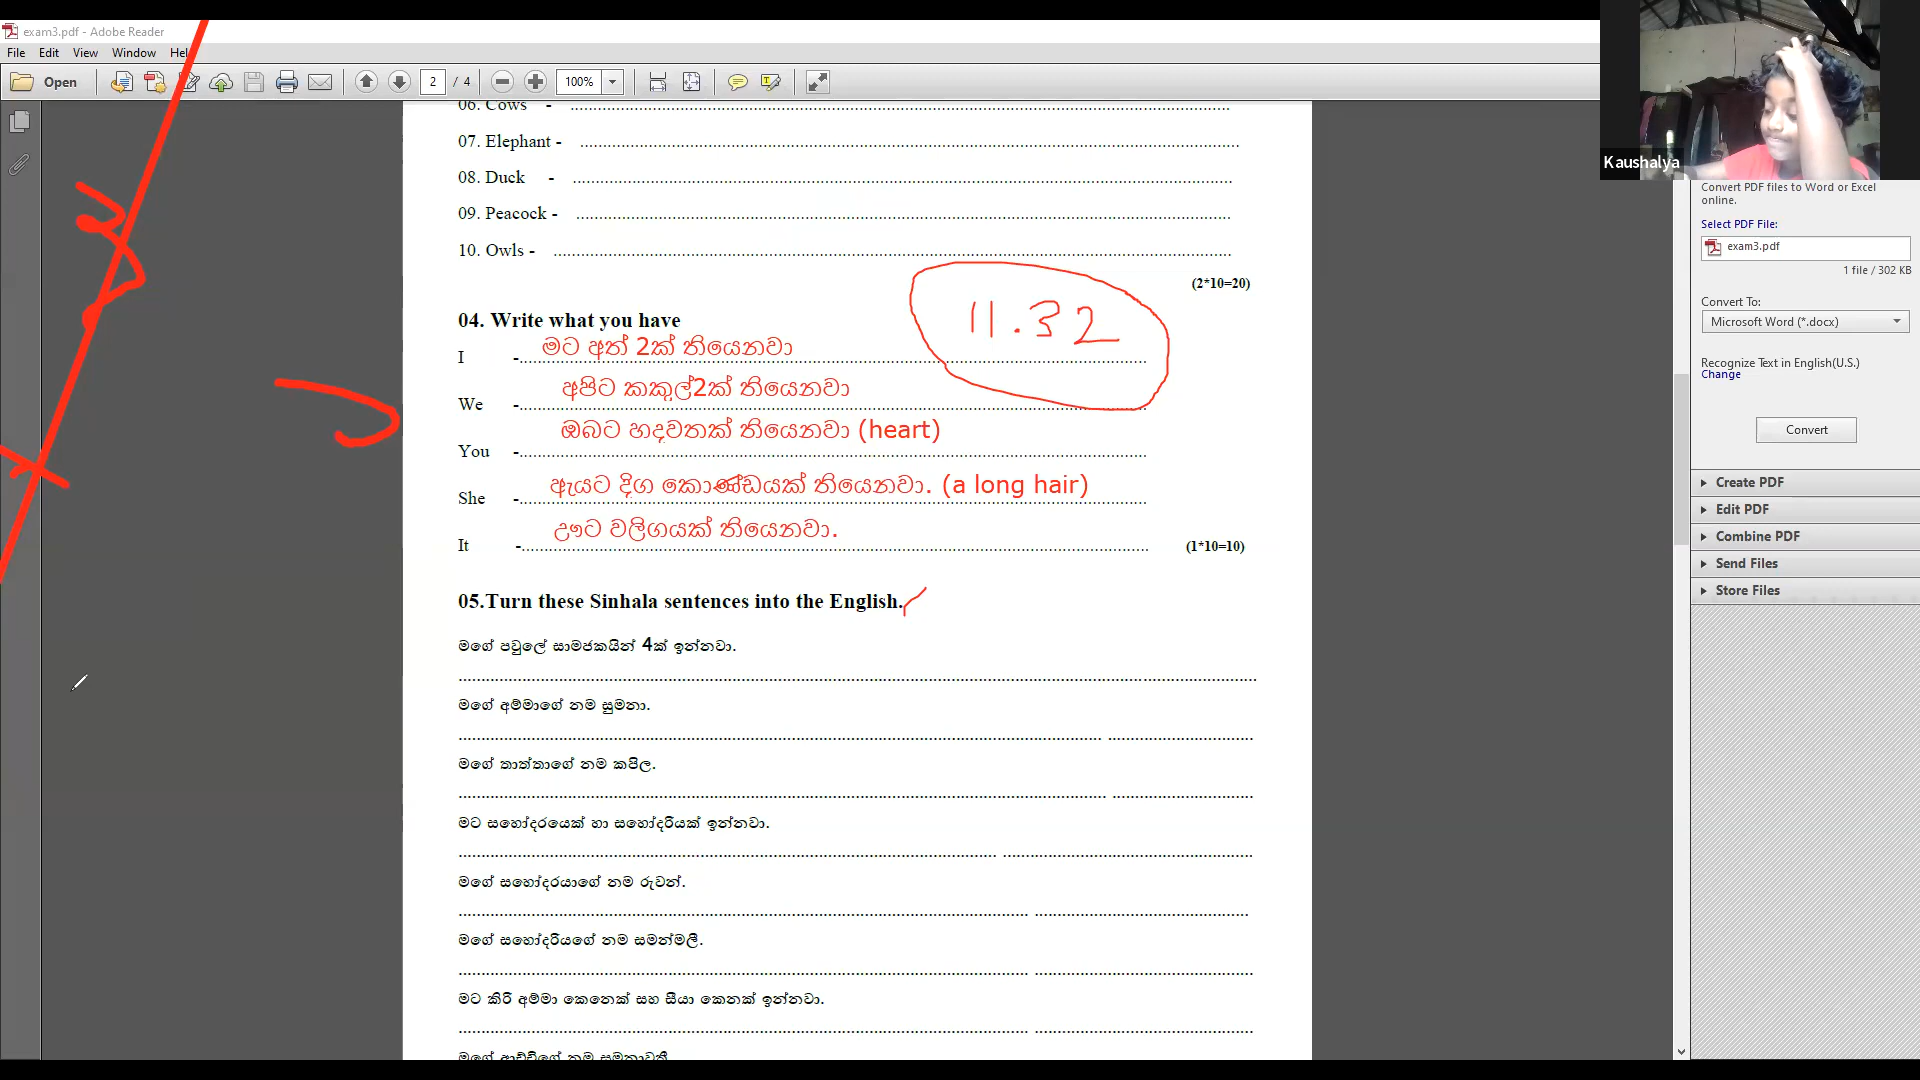 exam3.pdf - Adobe Reader
File Edit View Window Hel
Open 2 / 4 100%
Kaushalya
06. Cows - ....................
07. Elephant - ....................
08. Duck - ....................
09. Peacock - ....................
10. Owls - ....................
(2*10=20)
11.32
04. Write what you have
මට අත් 2ක් තියෙනවා
I -....................
අපිට කකුල්2ක් තියෙනවා
We -....................
ඔබට හදවතක් තියෙනවා (heart)
You -....................
ඇයට දිග කොණ්ඩයක් තියෙනවා. (a long hair)
She -....................
ඌට වලිගයක් තියෙනවා.
It -.................... (1*10=10)
05.Turn these Sinhala sentences into the English.
මගේ පවුලේ සාමජකයින් 4ක් ඉන්නවා.
මගේ අම්මාගේ නම සුමනා.
මගේ තාත්තාගේ නම කපිල.
මට සහෝදරයෙක් හා සහෝදරියක් ඉන්නවා.
මගේ සහෝදරයාගේ නම රුවන්.
මගේ සහෝදරියගේ නම සමන්මලී.
මට කිරි අම්මා කෙනෙක් සහ සීයා කෙනක් ඉන්නවා.
Convert PDF files to Word or Excel
online.
Select PDF File:
exam3.pdf
1 file / 302 KB
Convert To:
Microsoft Word (*.docx)
Recognize Text in English(U.S.)
Change
Convert
Create PDF
Edit PDF
Combine PDF
Send Files
Store Files